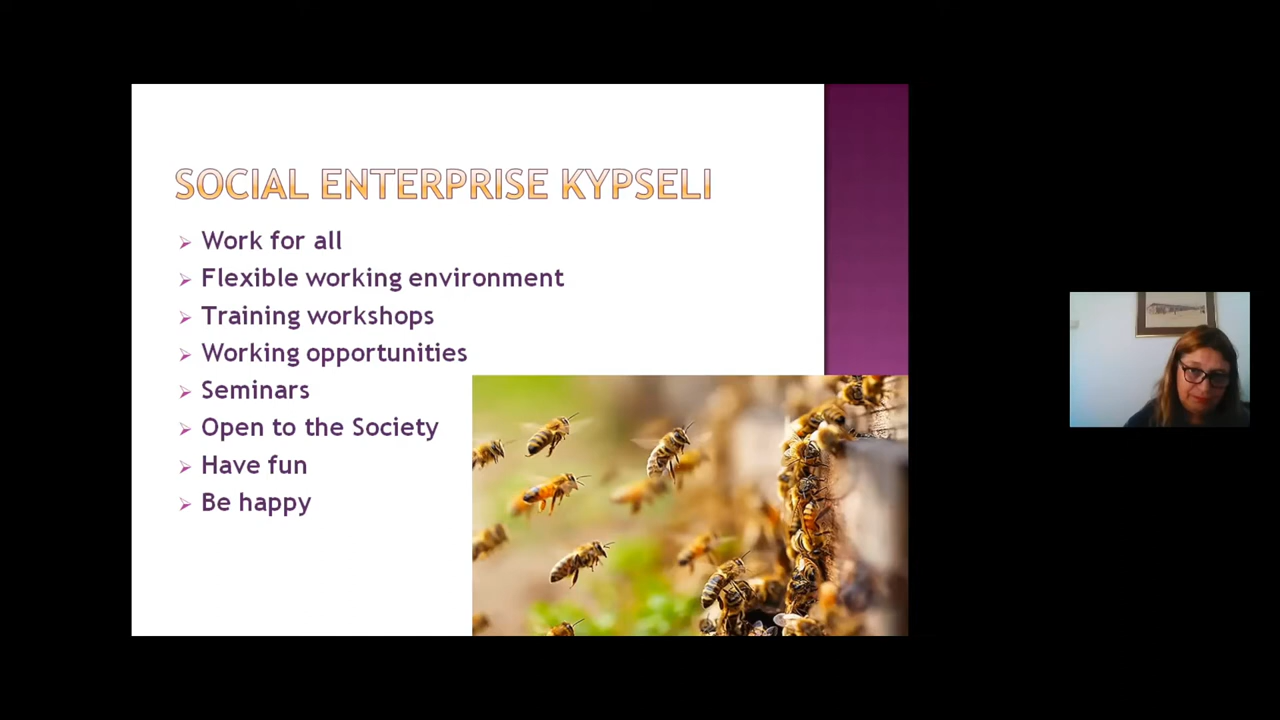 SOCIAL ENTERPRISE KYPSELI
Work for all
Flexible working environment
Training workshops
Working opportunities
Seminars
Open to the Society
Have fun
Be happy